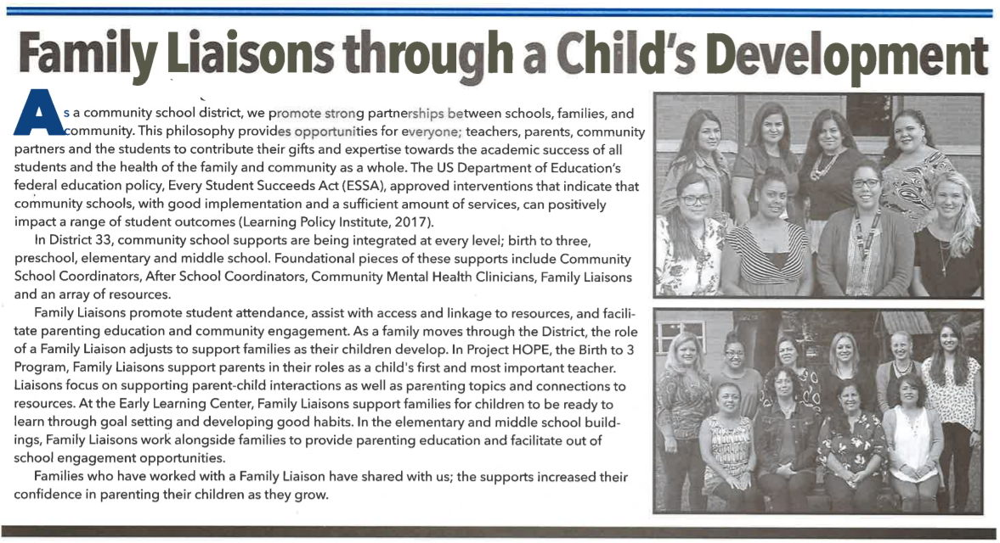 Family Liaisons through a Child's Development
As a community school district, we promote strong partnerships between schools, families, and
community. This philosophy provides opportunities for everyone; teachers, parents, community
partners and the students to contribute their gifts and expertise towards the academic success of all
students and the health of the family and community as a whole. The US Department of Education's
federal education policy, Every Student Succeeds Act (ESSA), approved interventions that indicate that
community schools, with good implementation and a sufficient amount of services, can positively
impact a range of student outcomes (Learning Policy Institute, 2017).
In District 33, community school supports are being integrated at every level; birth to three,
preschool, elementary and middle school. Foundational pieces of these supports include Community
School Coordinators, After School Coordinators, Community Mental Health Clinicians, Family Liaisons
and an array of resources.
Family Liaisons promote student attendance, assist with access and linkage to resources, and facili-
tate parenting education and community engagement. As a family moves through the District, the role
of a Family Liaison adjusts to support families as their children develop. In Project HOPE, the Birth to 3
Program, Family Liaisons support parents in their roles as a child's first and most important teacher.
Liaisons focus on supporting parent-child interactions as well as parenting topics and connections to
resources. At the Early Learning Center, Family Liaisons support families for children to be ready to
learn through goal setting and developing good habits. In the elementary and middle school build-
ings, Family Liaisons work alongside families to provide parenting education and facilitate out of
school engagement opportunities.
Families who have worked with a Family Liaison have shared with us; the supports increased their
confidence in parenting their children as they grow.